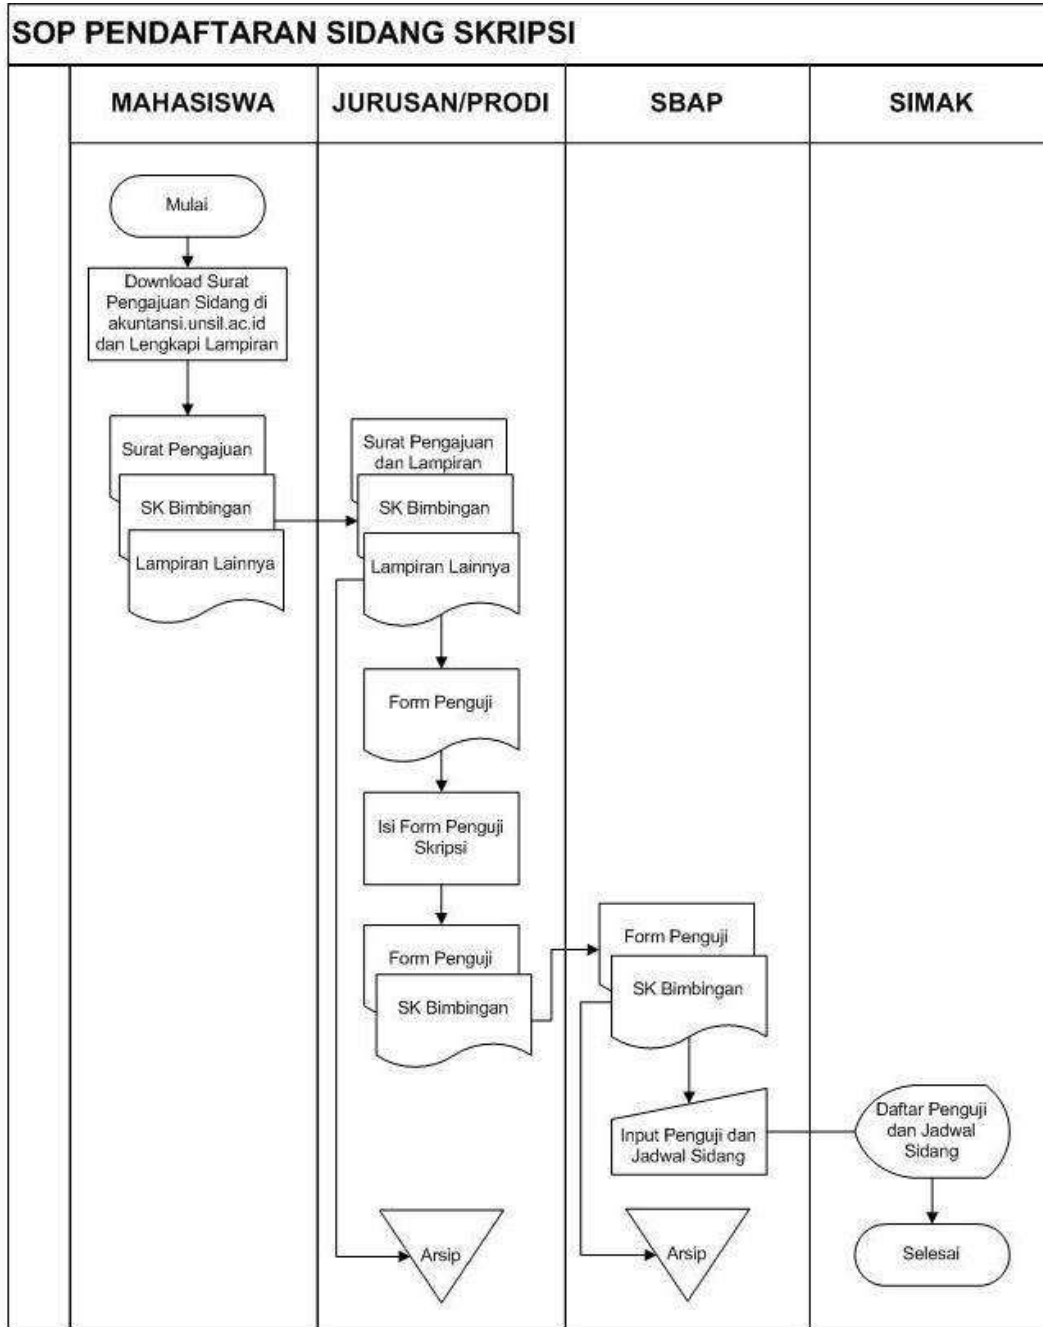 SOP PENDAFTARAN SIDANG SKRIPSI
MAHASISWA
JURUSAN/PRODI
SBAP
SIMAK
Mulai
Download Surat
Pengajuan Sidang di
akuntansi.unsil.ac.id
dan Lengkapi Lampiran
Surat Pengajuan
SK Bimbingan
Lampiran Lainnya
Surat Pengajuan
dan Lampiran
SK Bimbingan
Lampiran Lainnya
Form Penguji
Isi Form Penguji
Skripsi
Form Penguji
SK Bimbingan
Arsip
Form Penguji
SK Bimbingan
Input Penguji dan
Jadwal Sidang
Arsip
Daftar Penguji
dan Jadwal
Sidang
Selesai